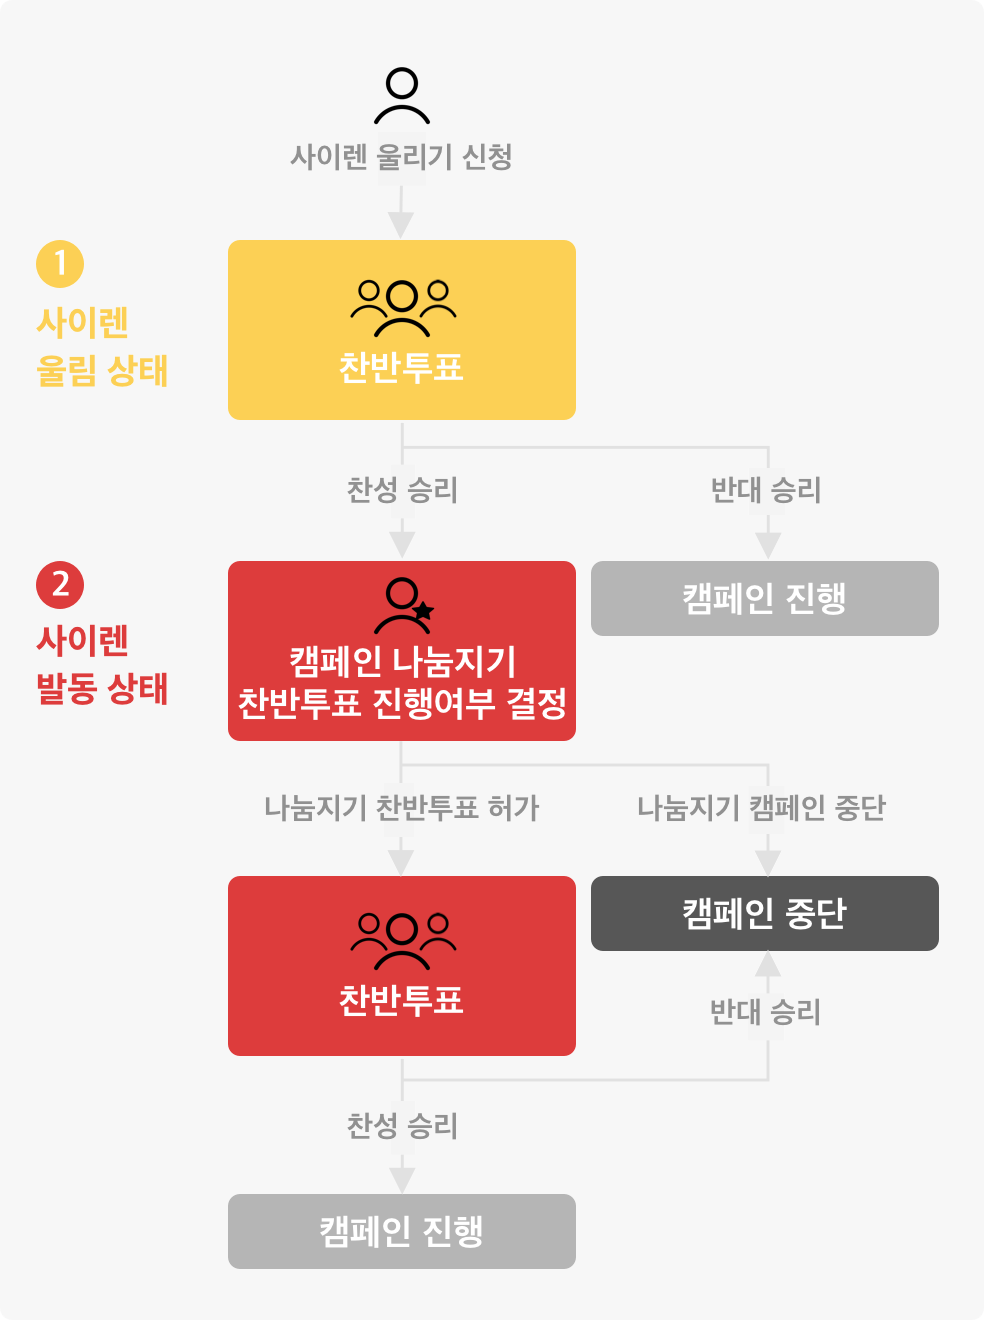 사이렌 울리기 신청
1
사이렌
울림 상태
찬반투표
찬성 승리
반대 승리
2
사이렌
발동 상태
캠페인 나눔지기
찬반투표 진행여부 결정
캠페인 진행
나눔지기 찬반투표 허가
나눔지기 캠페인 중단
찬반투표
캠페인 중단
반대 승리
찬성 승리
캠페인 진행